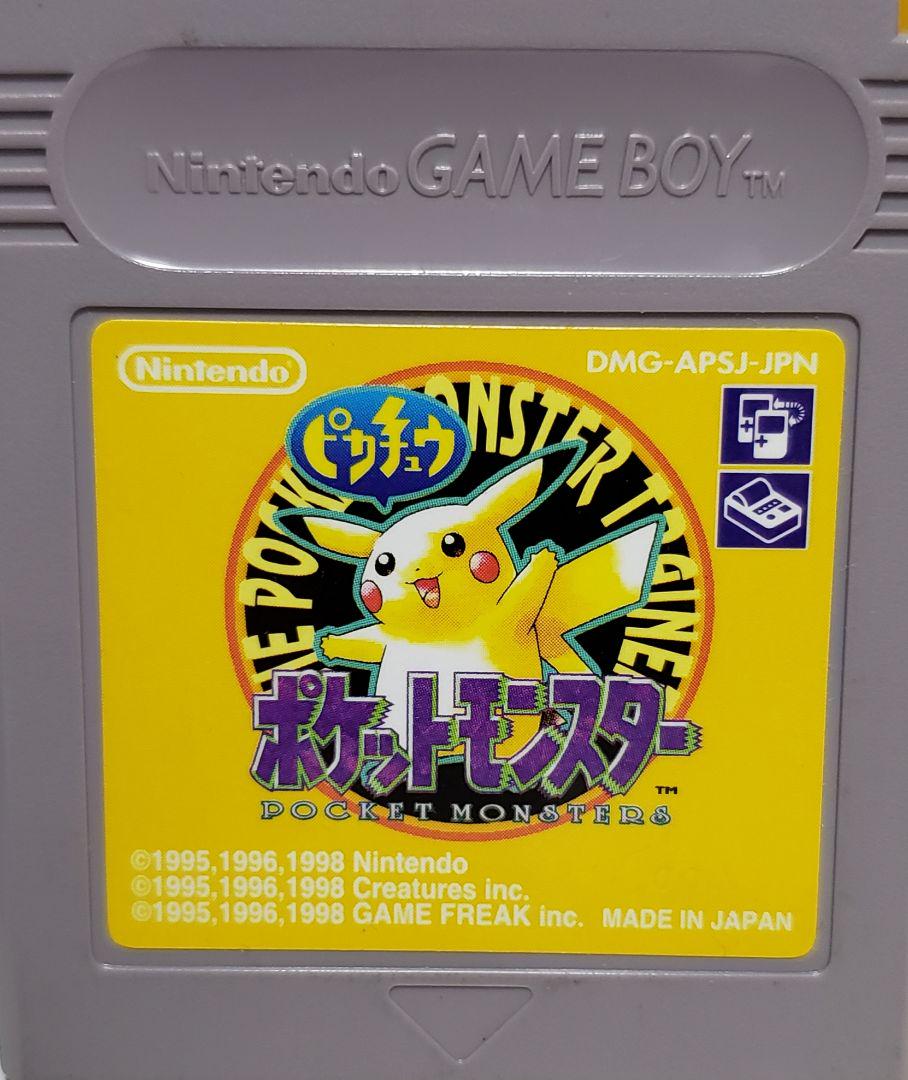 Nintendo GAME BOY TM
Nintendo
DMG-APSJ-JPN
ピカチュウ
POCKET MONSTERS
ポケットモンスター
TM
©1995,1996,1998 Nintendo
©1995,1996,1998 Creatures inc.
©1995,1996,1998 GAME FREAK inc. MADE IN JAPAN